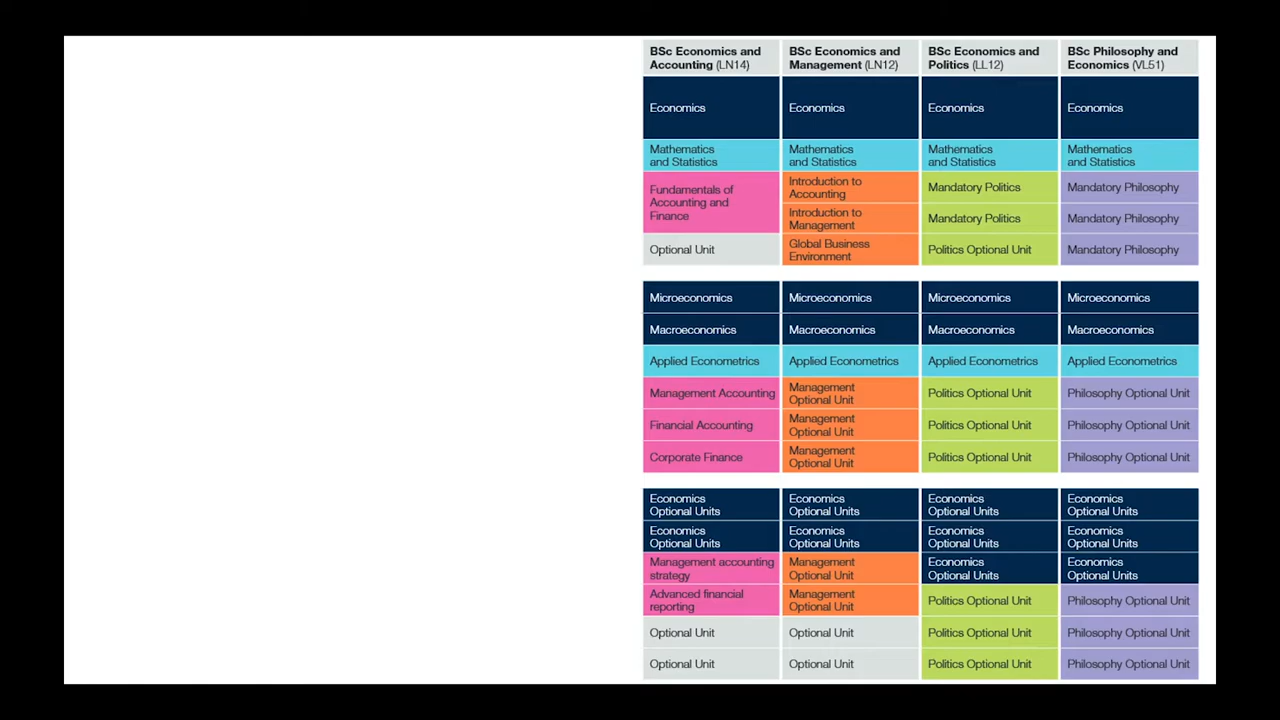 BSc Economics and
Accounting (LN14)
BSc Economics and
Management (LN12)
BSc Economics and
Politics (LL12)
BSc Philosophy and
Economics (VL51)
Economics
Economics
Economics
Economics
Mathematics
and Statistics
Mathematics
and Statistics
Mathematics
and Statistics
Mathematics
and Statistics
Fundamentals of
Accounting and
Finance
Introduction to
Accounting
Mandatory Politics
Mandatory Philosophy
Introduction to
Management
Mandatory Politics
Mandatory Philosophy
Optional Unit
Global Business
Environment
Politics Optional Unit
Mandatory Philosophy
Microeconomics
Microeconomics
Microeconomics
Microeconomics
Macroeconomics
Macroeconomics
Macroeconomics
Macroeconomics
Applied Econometrics
Applied Econometrics
Applied Econometrics
Applied Econometrics
Management Accounting
Management
Optional Unit
Politics Optional Unit
Philosophy Optional Unit
Financial Accounting
Management
Optional Unit
Politics Optional Unit
Philosophy Optional Unit
Corporate Finance
Management
Optional Unit
Politics Optional Unit
Philosophy Optional Unit
Economics
Optional Units
Economics
Optional Units
Economics
Optional Units
Economics
Optional Units
Economics
Optional Units
Economics
Optional Units
Economics
Optional Units
Economics
Optional Units
Management accounting
strategy
Management
Optional Unit
Economics
Optional Units
Economics
Optional Units
Advanced financial
reporting
Management
Optional Unit
Politics Optional Unit
Philosophy Optional Unit
Optional Unit
Optional Unit
Politics Optional Unit
Philosophy Optional Unit
Optional Unit
Optional Unit
Politics Optional Unit
Philosophy Optional Unit